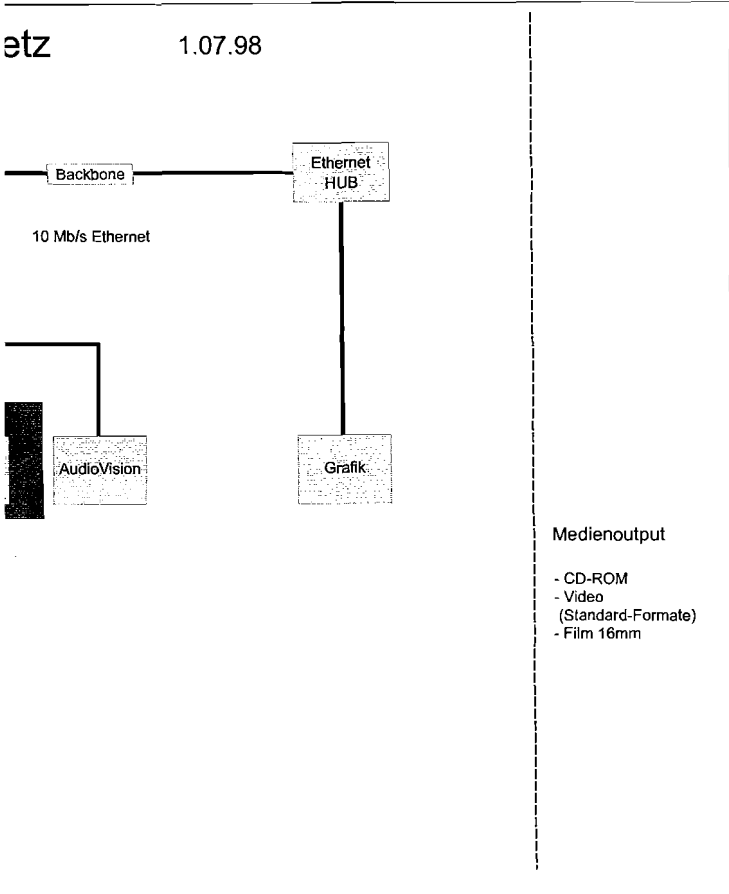 etz 1.07.98
Backbone
Ethernet
HUB
10 Mb/s Ethernet
AudioVision
Grafik
Medienoutput
- CD-ROM
- Video
(Standard-Formate)
- Film 16mm